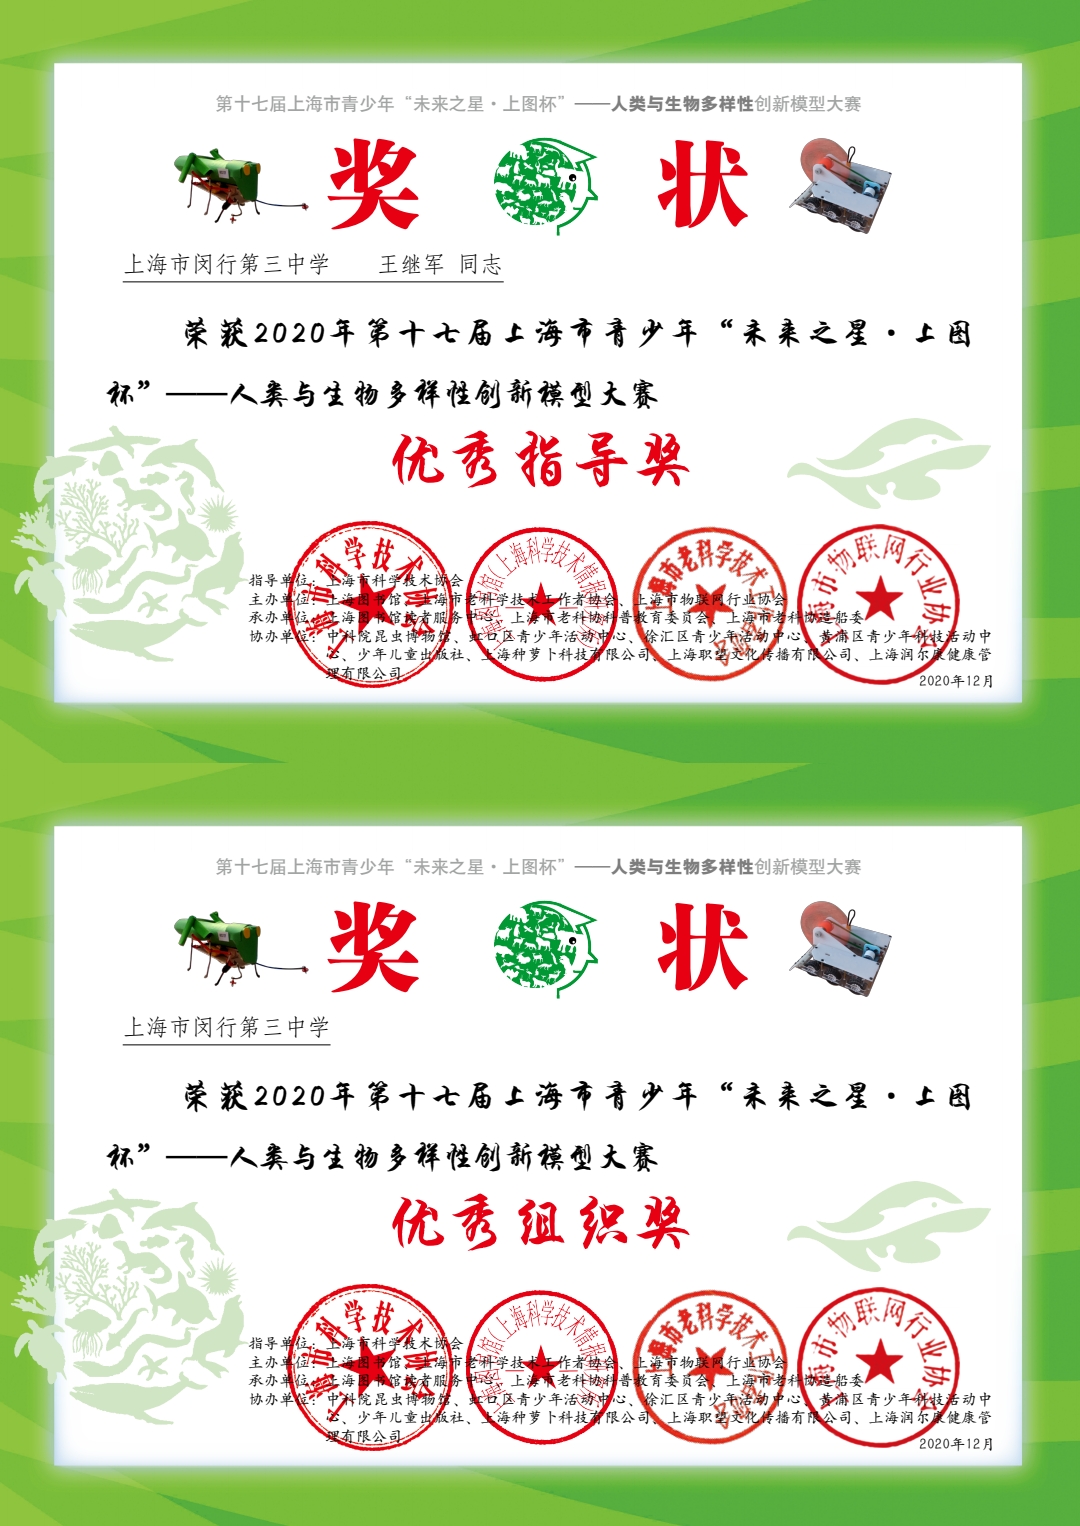 第十七届上海市青少年“未来之星·上图杯”——人类与生物多样性创新模型大赛
奖 状
上海市闵行第三中学 王继军 同志
荣获2020年第十七届上海市青少年“未来之星·上图
杯”——人类与生物多样性创新模型大赛
优秀指导奖
指导单位：上海市科学技术协会
主办单位：上海图书馆、上海市老科学技术工作者协会、上海市物联网行业协会
承办单位：上海图书馆读者服务中心、上海市老科协科普教育委员会、上海市老科协造船委
协办单位：中科院昆虫博物馆、虹口区青少年活动中心、徐汇区青少年活动中心、黄浦区青少年科技活动中
心、少年儿童出版社、上海种萝卜科技有限公司、上海职望文化传播有限公司、上海润尔康健康管
理有限公司
2020年12月
第十七届上海市青少年“未来之星·上图杯”——人类与生物多样性创新模型大赛
奖 状
上海市闵行第三中学
荣获2020年第十七届上海市青少年“未来之星·上图
杯”——人类与生物多样性创新模型大赛
优秀组织奖
指导单位：上海市科学技术协会
主办单位：上海图书馆、上海市老科学技术工作者协会、上海市物联网行业协会
承办单位：上海图书馆读者服务中心、上海市老科协科普教育委员会、上海市老科协造船委
协办单位：中科院昆虫博物馆、虹口区青少年活动中心、徐汇区青少年活动中心、黄浦区青少年科技活动中
心、少年儿童出版社、上海种萝卜科技有限公司、上海职望文化传播有限公司、上海润尔康健康管
理有限公司
2020年12月